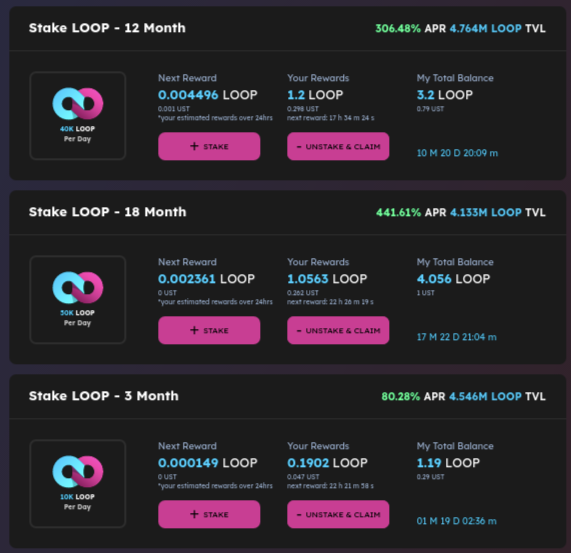 Stake LOOP - 12 Month
306.48% APR 4.764M LOOP TVL
Next Reward
0.004496 LOOP
0.001 UST
*your estimated rewards over 24hrs
Your Rewards
1.2 LOOP
0.298 UST
next reward: 17 h 34 m 24 s
My Total Balance
3.2 LOOP
0.79 UST
40K LOOP
Per Day
+ STAKE
- UNSTAKE & CLAIM
10 M 20 D 20:09 m
Stake LOOP - 18 Month
441.61% APR 4.133M LOOP TVL
Next Reward
0.002361 LOOP
0 UST
*your estimated rewards over 24hrs
Your Rewards
1.0563 LOOP
0.262 UST
next reward: 22 h 26 m 19 s
My Total Balance
4.056 LOOP
1 UST
50K LOOP
Per Day
+ STAKE
- UNSTAKE & CLAIM
17 M 22 D 21:04 m
Stake LOOP - 3 Month
80.28% APR 4.546M LOOP TVL
Next Reward
0.000149 LOOP
0 UST
*your estimated rewards over 24hrs
Your Rewards
0.1902 LOOP
0.047 UST
next reward: 22 h 21 m 58 s
My Total Balance
1.19 LOOP
0.29 UST
10K LOOP
Per Day
+ STAKE
- UNSTAKE & CLAIM
01 M 19 D 02:36 m